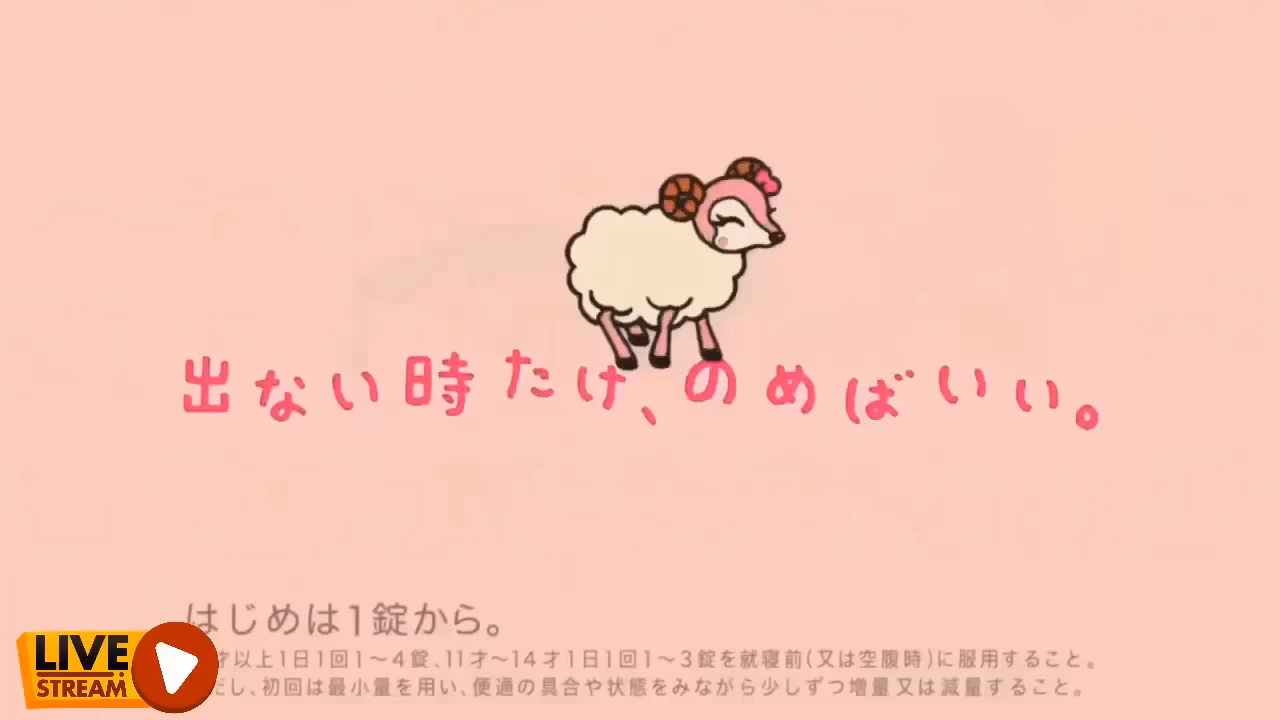 出ない時だけ、のめばいい。
はじめは1錠から。
才以上1日1回1～4錠、11才～14才1日1回1～3錠を就寝前(又は空腹時)に服用すること。
だし、初回は最小量を用い、便通の具合や状態をみながら少しずつ増量又は減量すること。
LIVE
STREAM